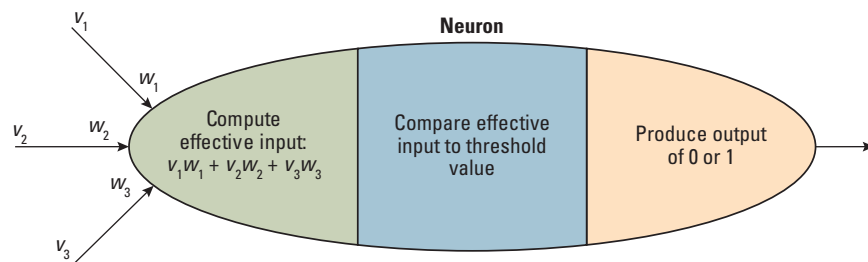 Neuron
v₁
w₁
v₂
w₂
w₃
v₃
Compute
effective input:
v₁w₁ + v₂w₂ + v₃w₃
Compare effective
input to threshold
value
Produce output
of 0 or 1